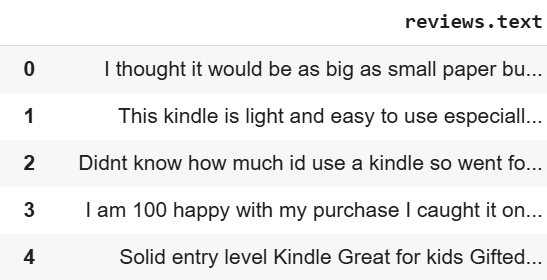 reviews.text
0 I thought it would be as big as small paper bu...
1 This kindle is light and easy to use especiall...
2 Didnt know how much id use a kindle so went fo...
3 I am 100 happy with my purchase I caught it on...
4 Solid entry level Kindle Great for kids Gifted...